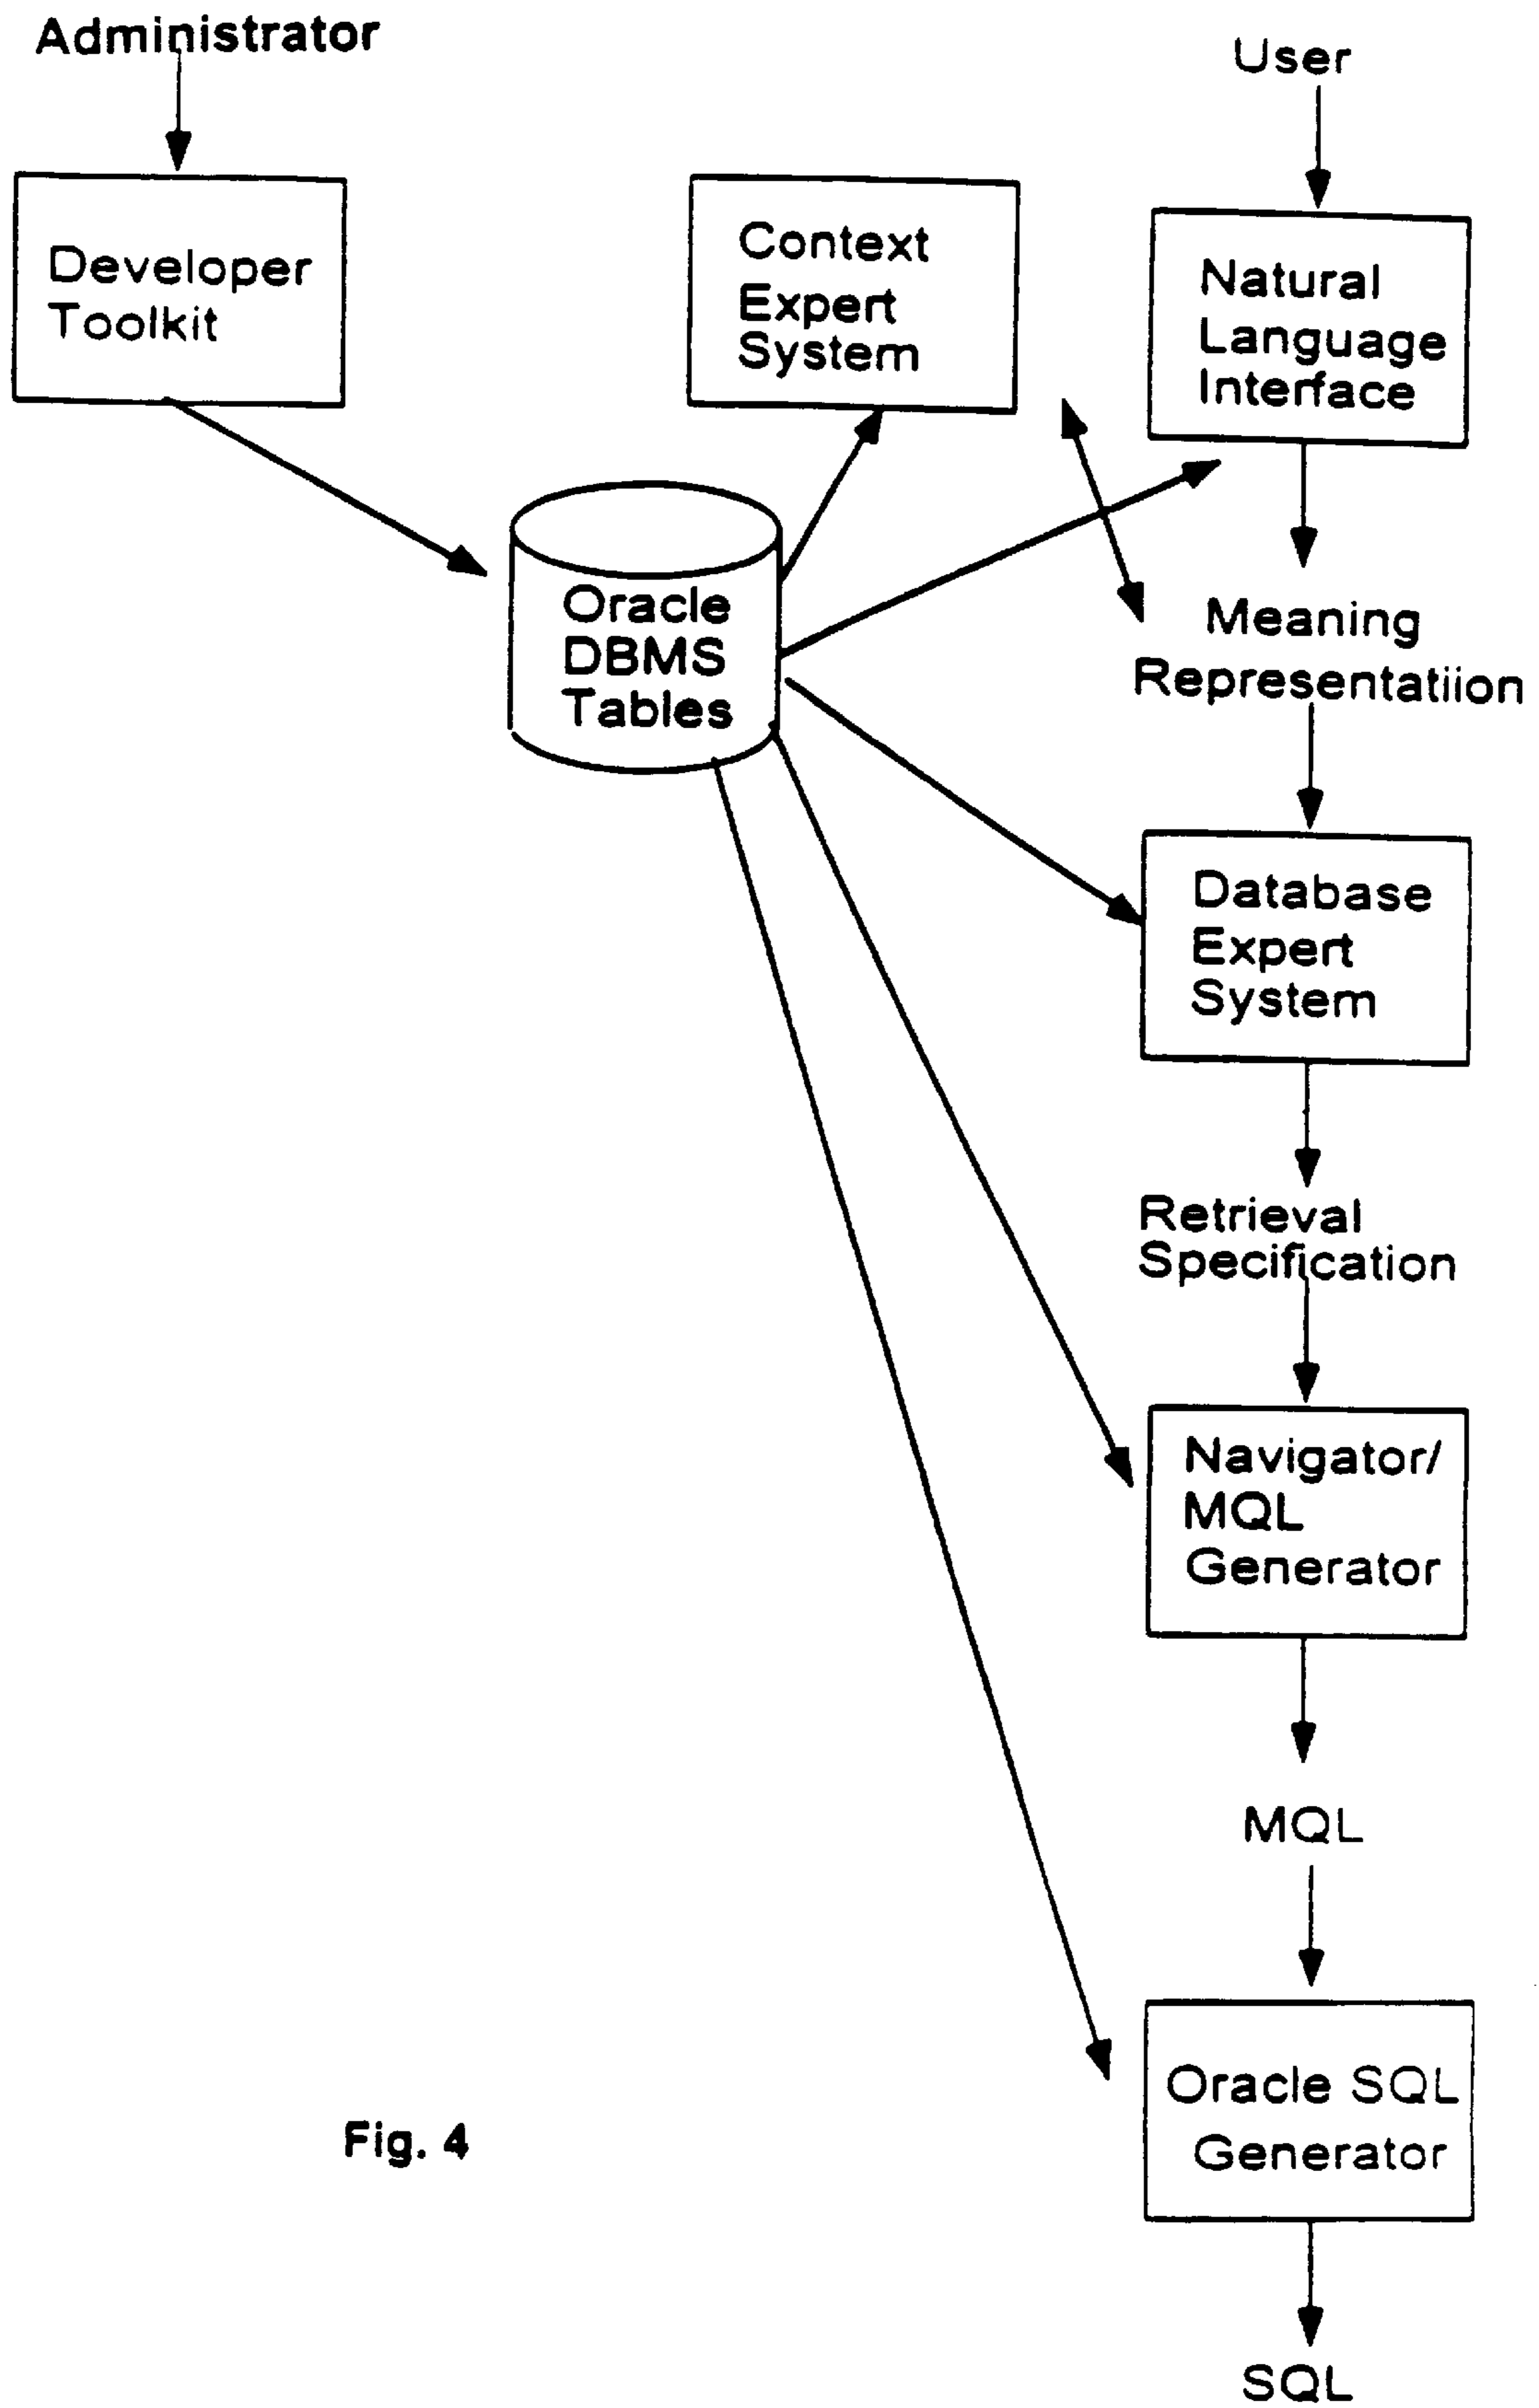 Administrator
User
Developer
Toolkit
Context
Expert
System
Natural
Language
Interface
Oracle
DBMS
Tables
Meaning
Representatiion
Database
Expert
System
Retrieval
Specification
Navigator/
MQL
Generator
MQL
Oracle SQL
Generator
Fig. 4
SQL